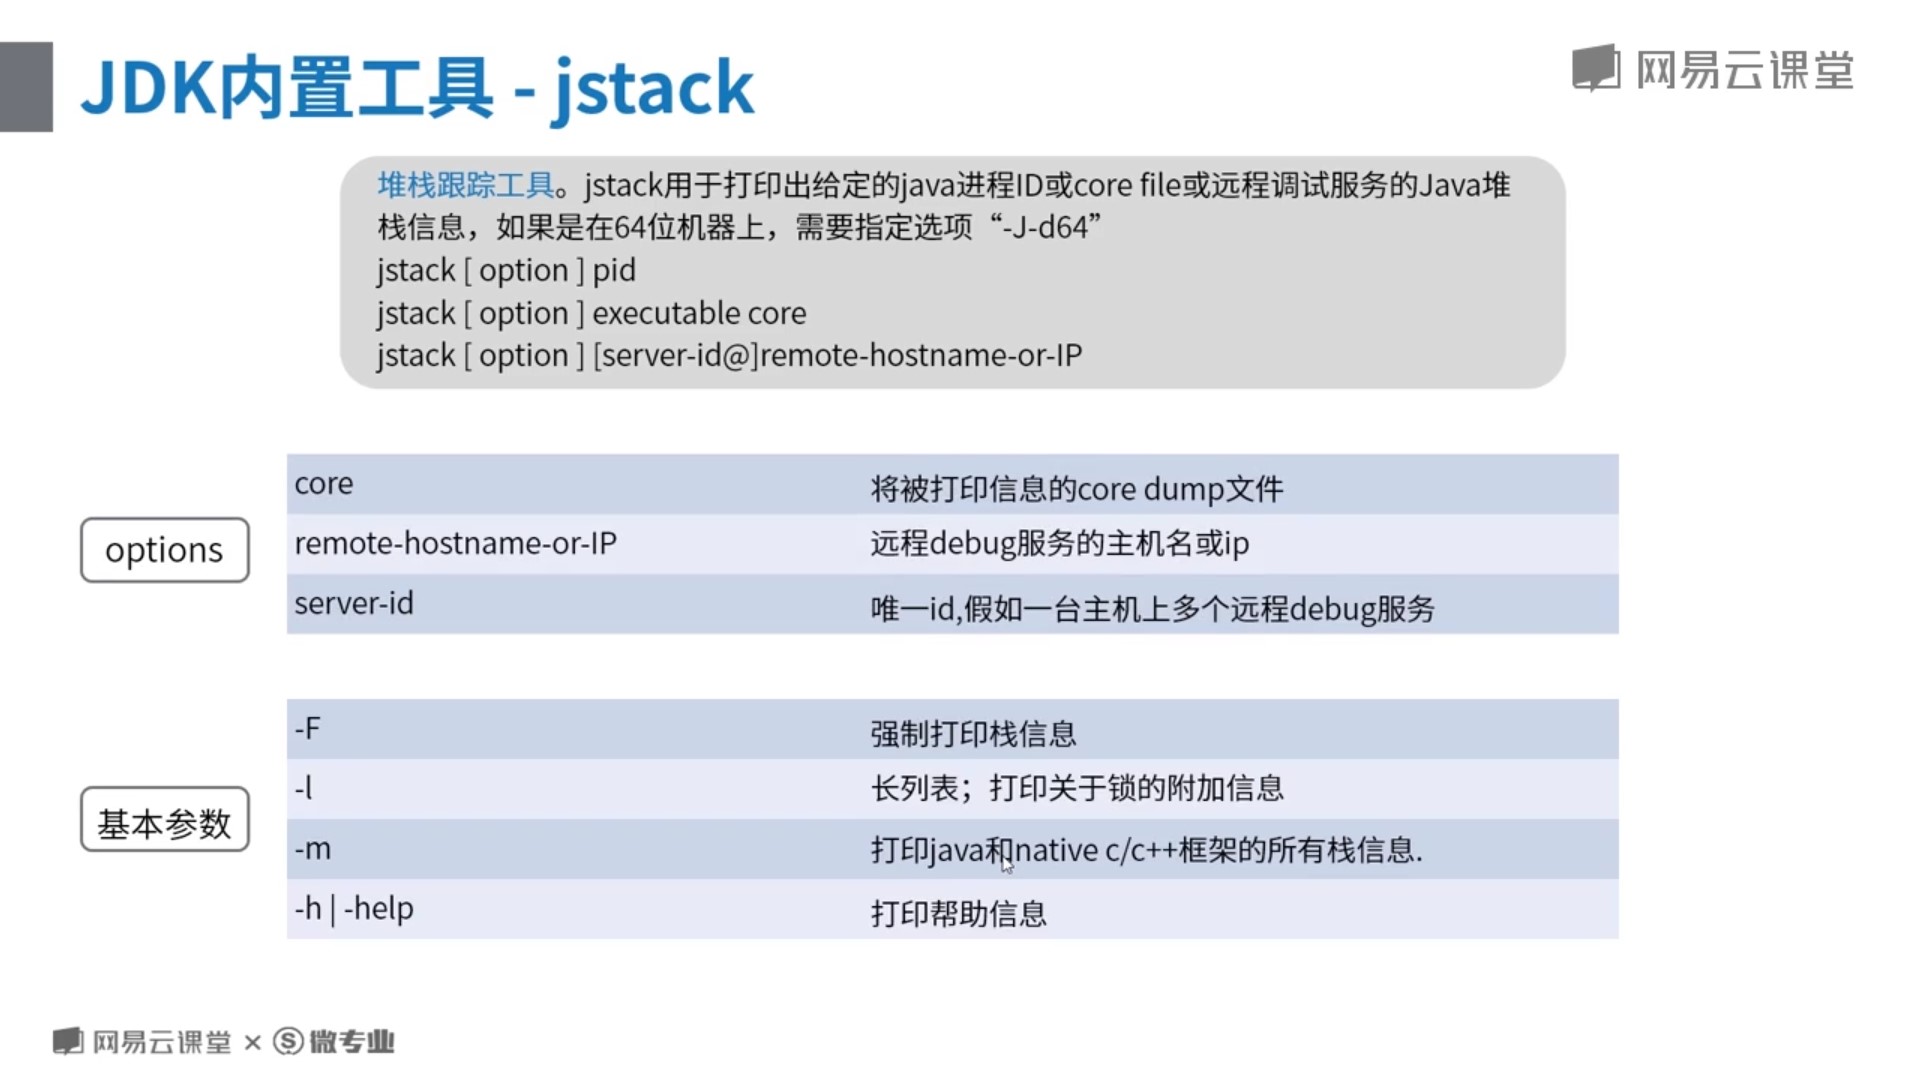 JDK内置工具 - jstack
网易云课堂
堆栈跟踪工具。jstack用于打印出给定的java进程ID或core file或远程调试服务的Java堆
栈信息，如果是在64位机器上，需要指定选项“-J-d64”
jstack [ option ] pid
jstack [ option ] executable core
jstack [ option ] [server-id@]remote-hostname-or-IP
options
core 将被打印信息的core dump文件
remote-hostname-or-IP 远程debug服务的主机名或ip
server-id 唯一id,假如一台主机上多个远程debug服务
基本参数
-F 强制打印栈信息
-l 长列表；打印关于锁的附加信息
-m 打印java和native c/c++框架的所有栈信息.
-h | -help 打印帮助信息
网易云课堂 × 微专业